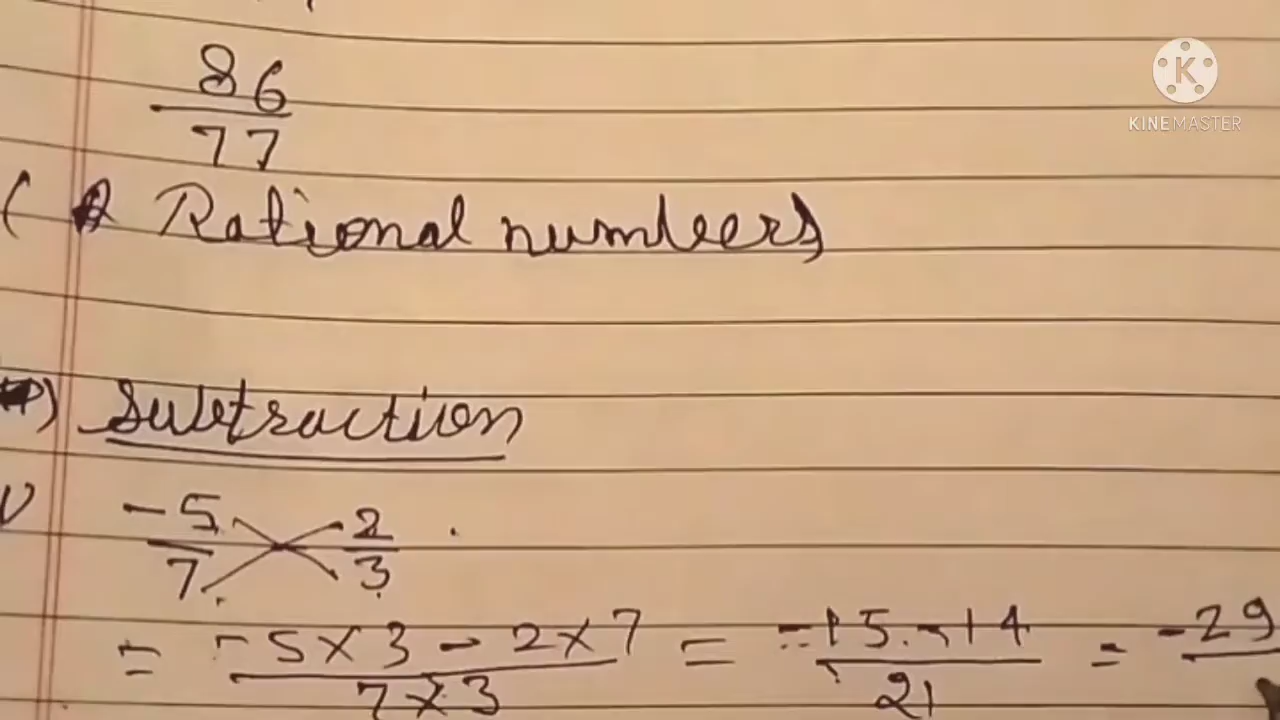 86
77
KINEMASTER
( Rational numbers
) Subtraction
-5 2
7 3
= -5×3 - 2×7 = -15-14 = -29
7×3 21